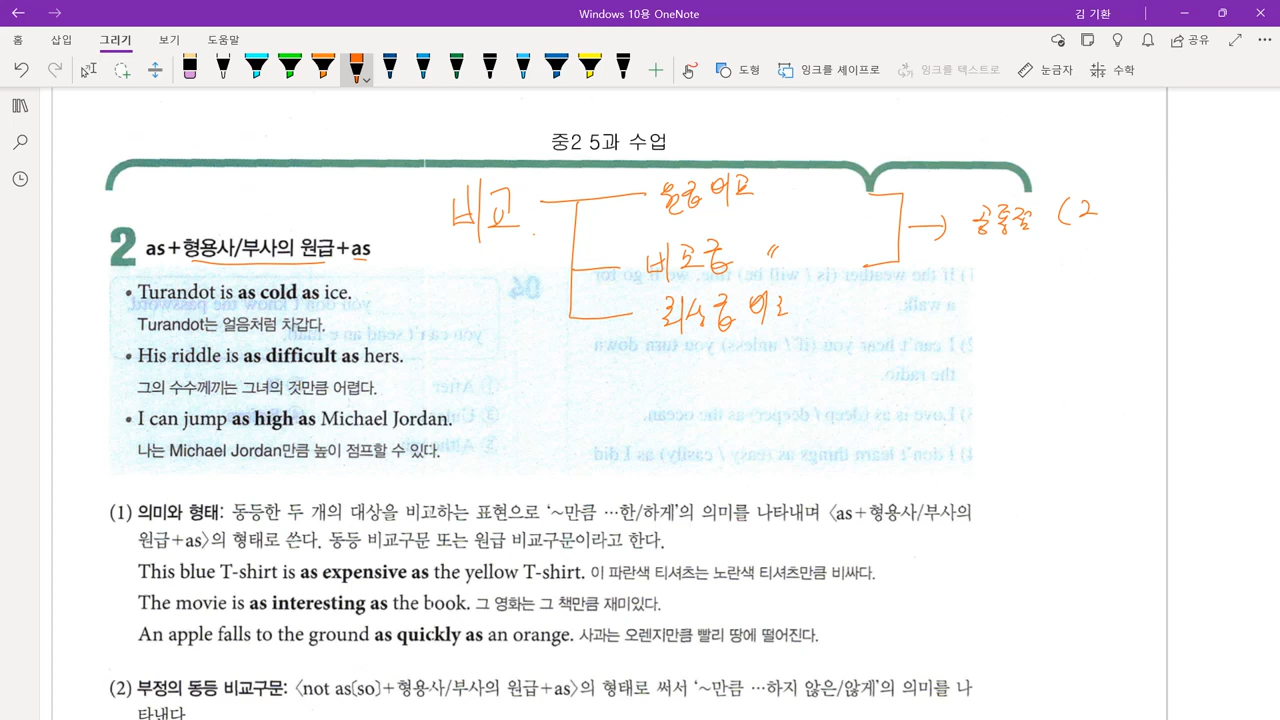 Windows 10용 OneNote
김 기환
홈 삽입 그리기 보기 도움말
공유
도형 잉크를 셰이프로 잉크를 텍스트로 눈금자 수학
중2 5과 수업
비교
원급 비교
비교급 〃
최상급 비교
공통점 (2
2 as+형용사/부사의 원급+as
• Turandot is as cold as ice.
Turandot는 얼음처럼 차갑다.
• His riddle is as difficult as hers.
그의 수수께끼는 그녀의 것만큼 어렵다.
• I can jump as high as Michael Jordan.
나는 Michael Jordan만큼 높이 점프할 수 있다.
(1) 의미와 형태: 동등한 두 개의 대상을 비교하는 표현으로 ‘~만큼 …한/하게’의 의미를 나타내며 〈as+형용사/부사의
원급+as〉의 형태로 쓴다. 동등 비교구문 또는 원급 비교구문이라고 한다.
This blue T-shirt is as expensive as the yellow T-shirt. 이 파란색 티셔츠는 노란색 티셔츠만큼 비싸다.
The movie is as interesting as the book. 그 영화는 그 책만큼 재미있다.
An apple falls to the ground as quickly as an orange. 사과는 오렌지만큼 빨리 땅에 떨어진다.
(2) 부정의 동등 비교구문: 〈not as[so]+형용사/부사의 원급+as〉의 형태로 써서 ‘~만큼 …하지 않은/않게’의 의미를 나
타낸다